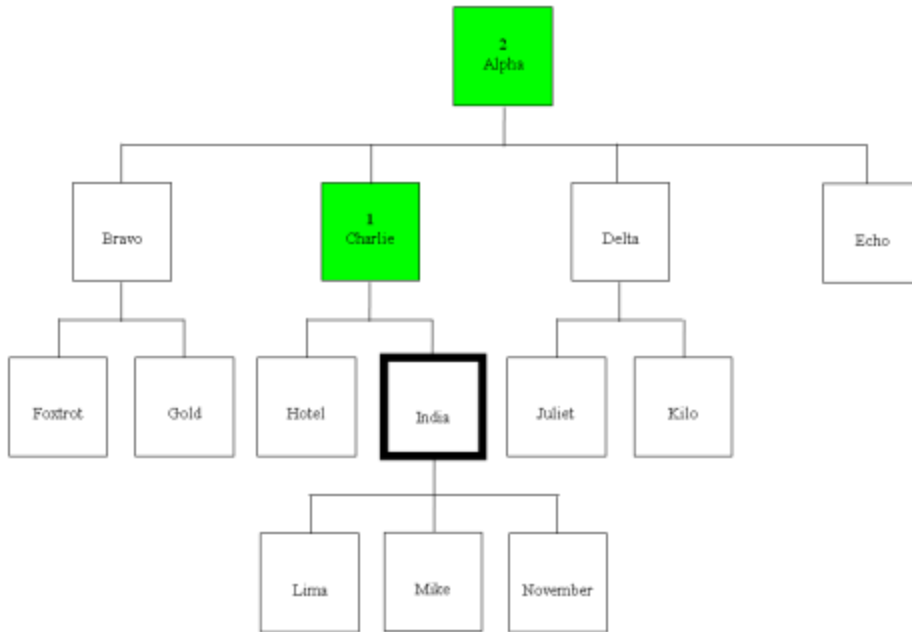 2
Alpha
Bravo
1
Charlie
Delta
Echo
Foxtrot
Gold
Hotel
India
Juliet
Kilo
Lima
Mike
November